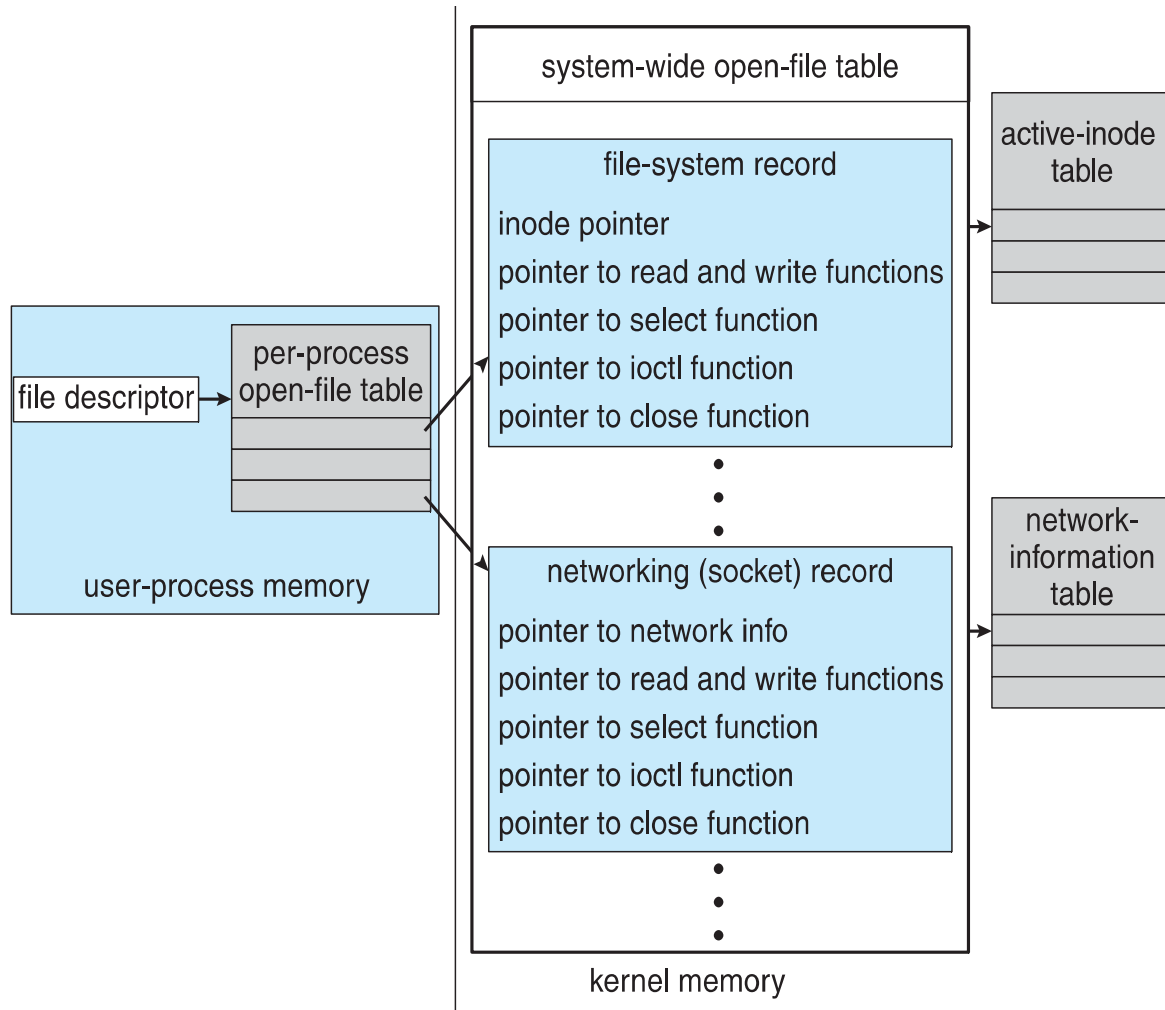 file descriptor
per-process
open-file table
user-process memory
system-wide open-file table
file-system record
inode pointer
pointer to read and write functions
pointer to select function
pointer to ioctl function
pointer to close function
networking (socket) record
pointer to network info
pointer to read and write functions
pointer to select function
pointer to ioctl function
pointer to close function
kernel memory
active-inode
table
network-
information
table